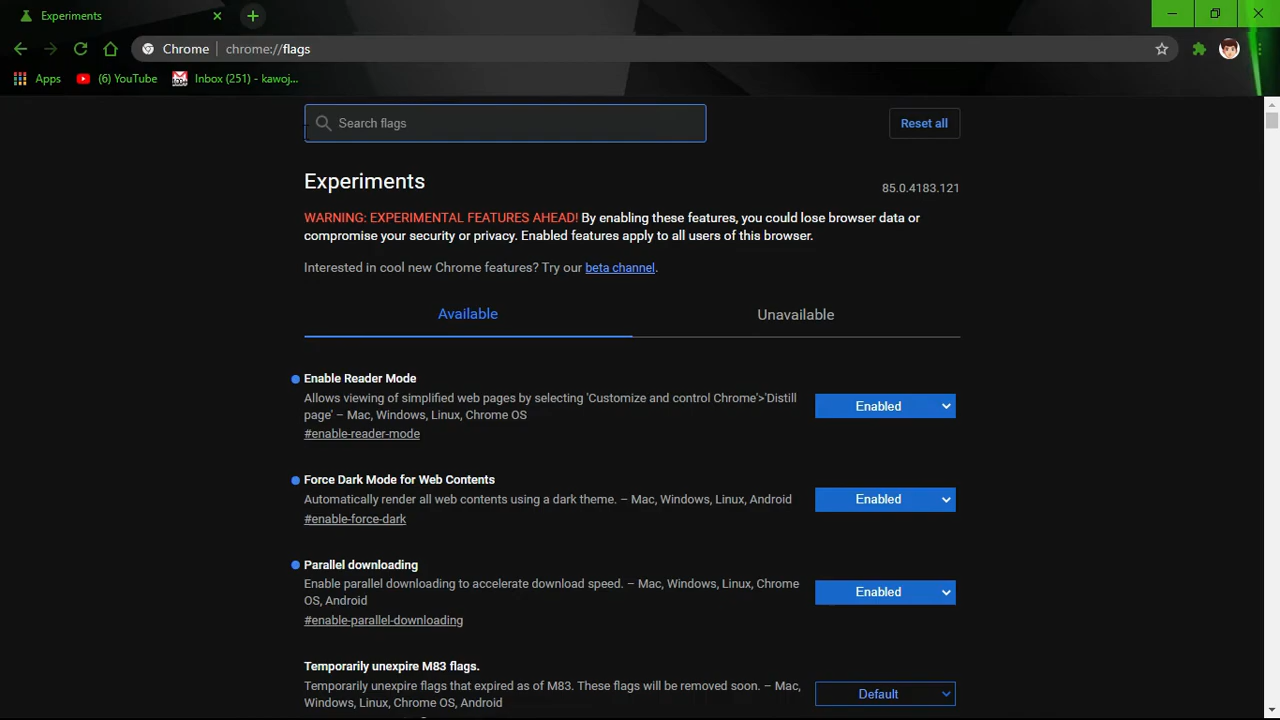 Experiments
Chrome
chrome://flags
Apps
(6) YouTube
Inbox (251) - kawoj...
Search flags
Reset all
Experiments
85.0.4183.121
WARNING: EXPERIMENTAL FEATURES AHEAD! By enabling these features, you could lose browser data or
compromise your security or privacy. Enabled features apply to all users of this browser.
Interested in cool new Chrome features? Try our beta channel.
Available
Unavailable
Enable Reader Mode
Allows viewing of simplified web pages by selecting 'Customize and control Chrome'>'Distill
page' – Mac, Windows, Linux, Chrome OS
#enable-reader-mode
Enabled
Force Dark Mode for Web Contents
Automatically render all web contents using a dark theme. – Mac, Windows, Linux, Android
#enable-force-dark
Enabled
Parallel downloading
Enable parallel downloading to accelerate download speed. – Mac, Windows, Linux, Chrome
OS, Android
#enable-parallel-downloading
Enabled
Temporarily unexpire M83 flags.
Temporarily unexpire flags that expired as of M83. These flags will be removed soon. – Mac,
Windows, Linux, Chrome OS, Android
Default